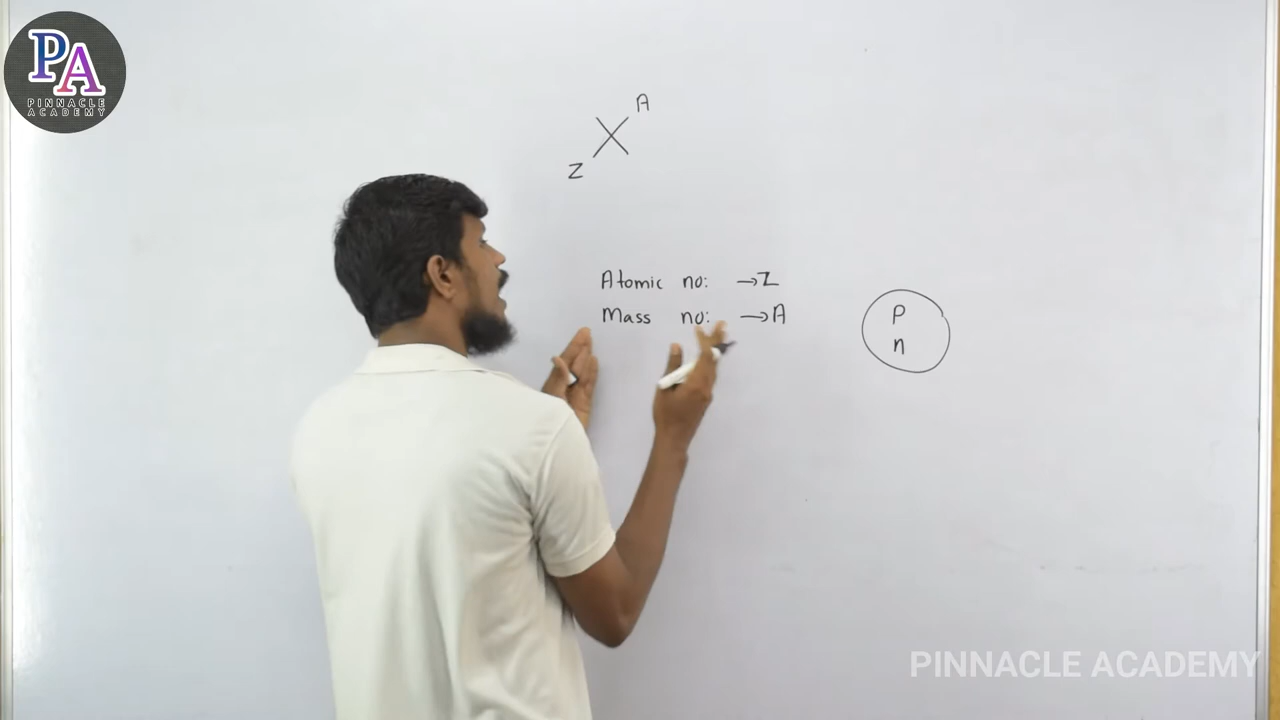 PA
PINNACLE
ACADEMY
A
X
Z
Atomic no: →Z
Mass no: →A
P
n
PINNACLE ACADEMY